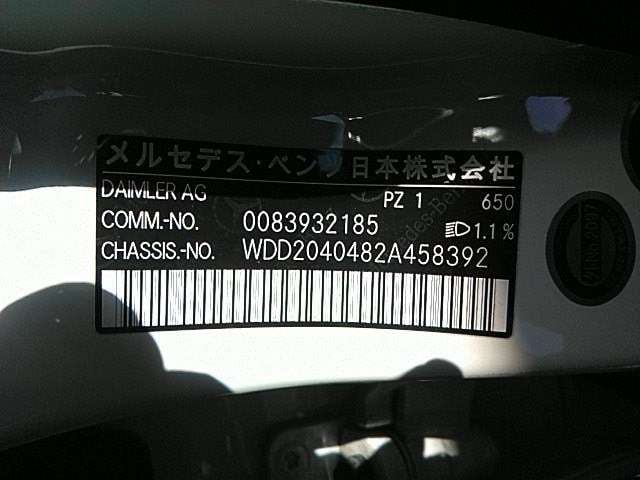 メルセデス・ベンツ日本株式会社
DAIMLER AG PZ 1 650
COMM.-NO. 0083932185 1.1%
CHASSIS.-NO. WDD2040482A458392